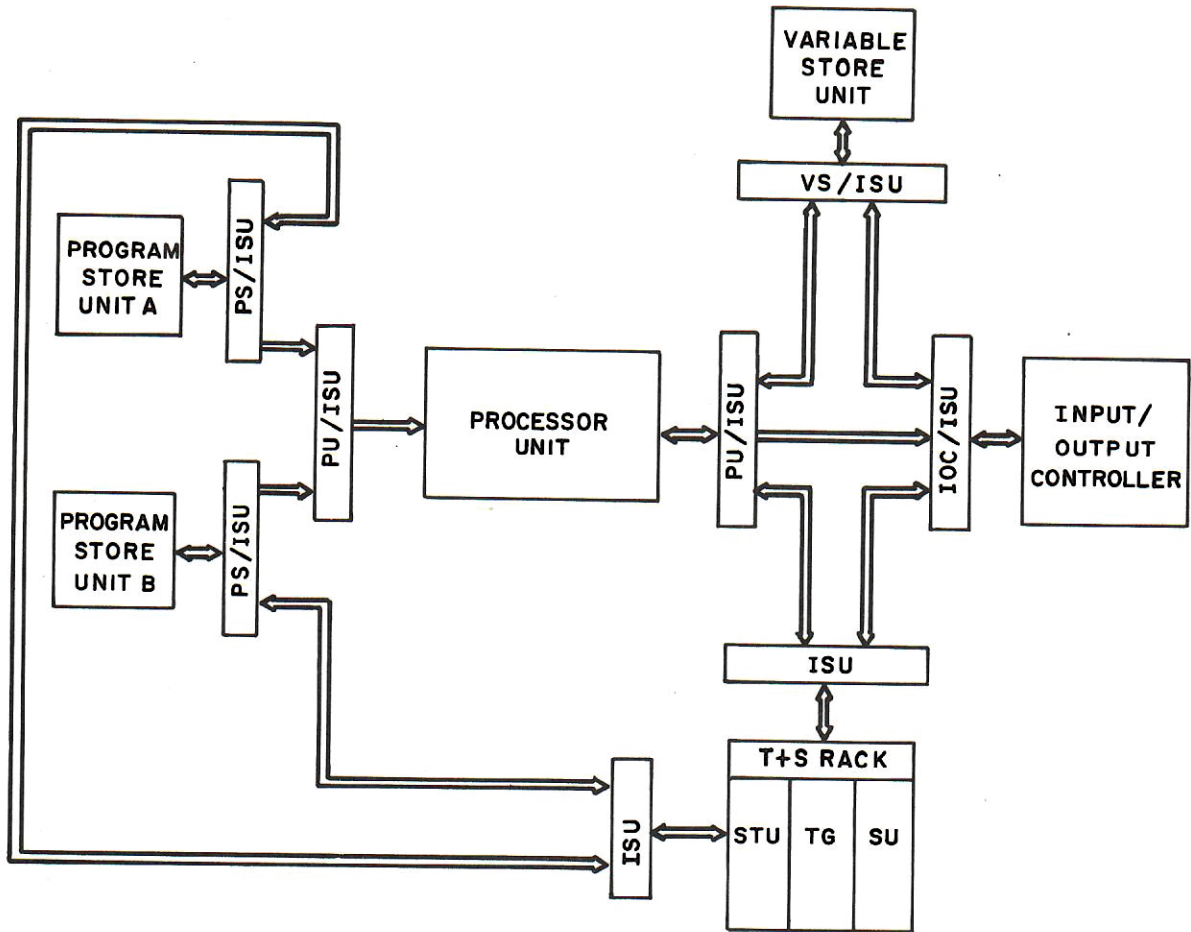 VARIABLE
STORE
UNIT
VS/ISU
PROGRAM
STORE
UNIT A
PS/ISU
PU/ISU
PROCESSOR
UNIT
PU/ISU
IOC/ISU
INPUT/
OUTPUT
CONTROLLER
PROGRAM
STORE
UNIT B
PS/ISU
ISU
T+S RACK
ISU
STU
TG
SU